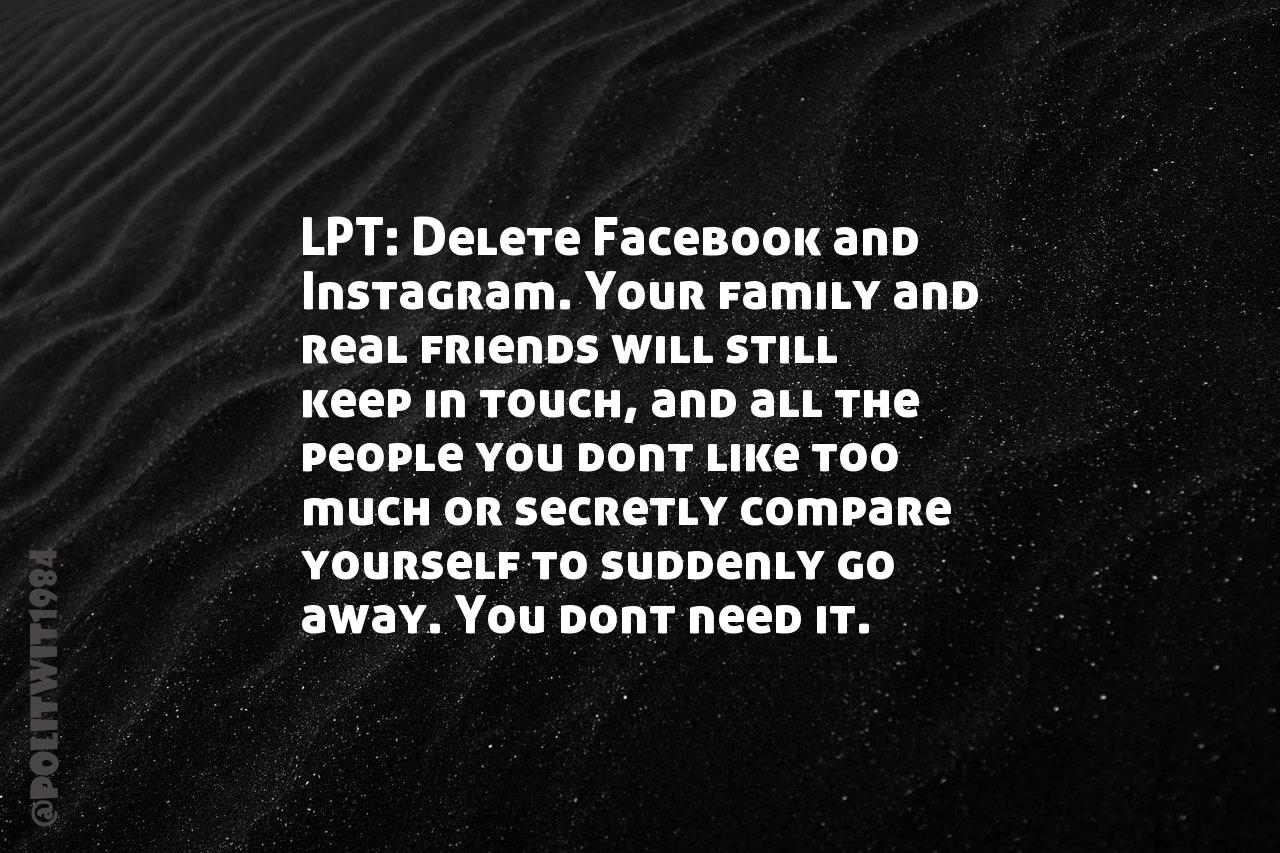 LPT: Delete Facebook and
Instagram. Your family and
real friends will still
keep in touch, and all the
people you dont like too
much or secretly compare
yourself to suddenly go
away. You dont need it.
@politwit1984